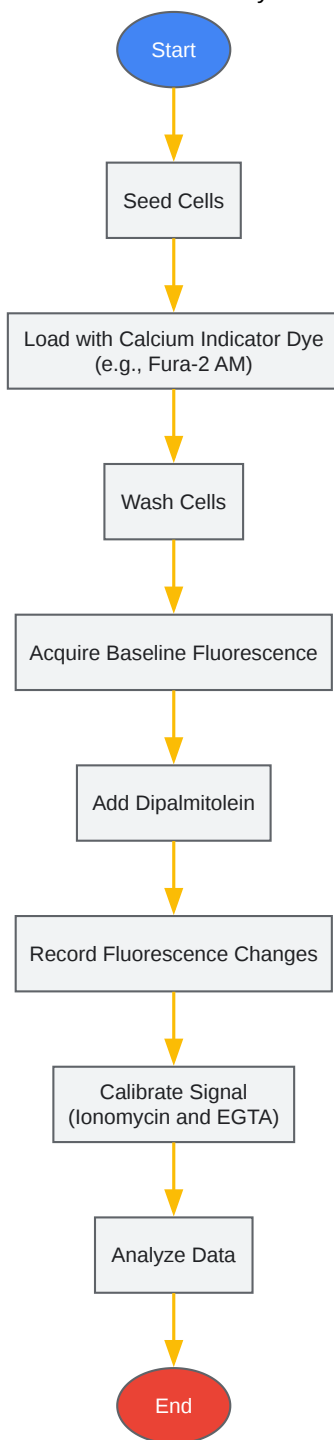 Start
Seed Cells
Load with Calcium Indicator Dye
(e.g., Fura-2 AM)
Wash Cells
Acquire Baseline Fluorescence
Add Dipalmitolein
Record Fluorescence Changes
Calibrate Signal
(Ionomycin and EGTA)
Analyze Data
End